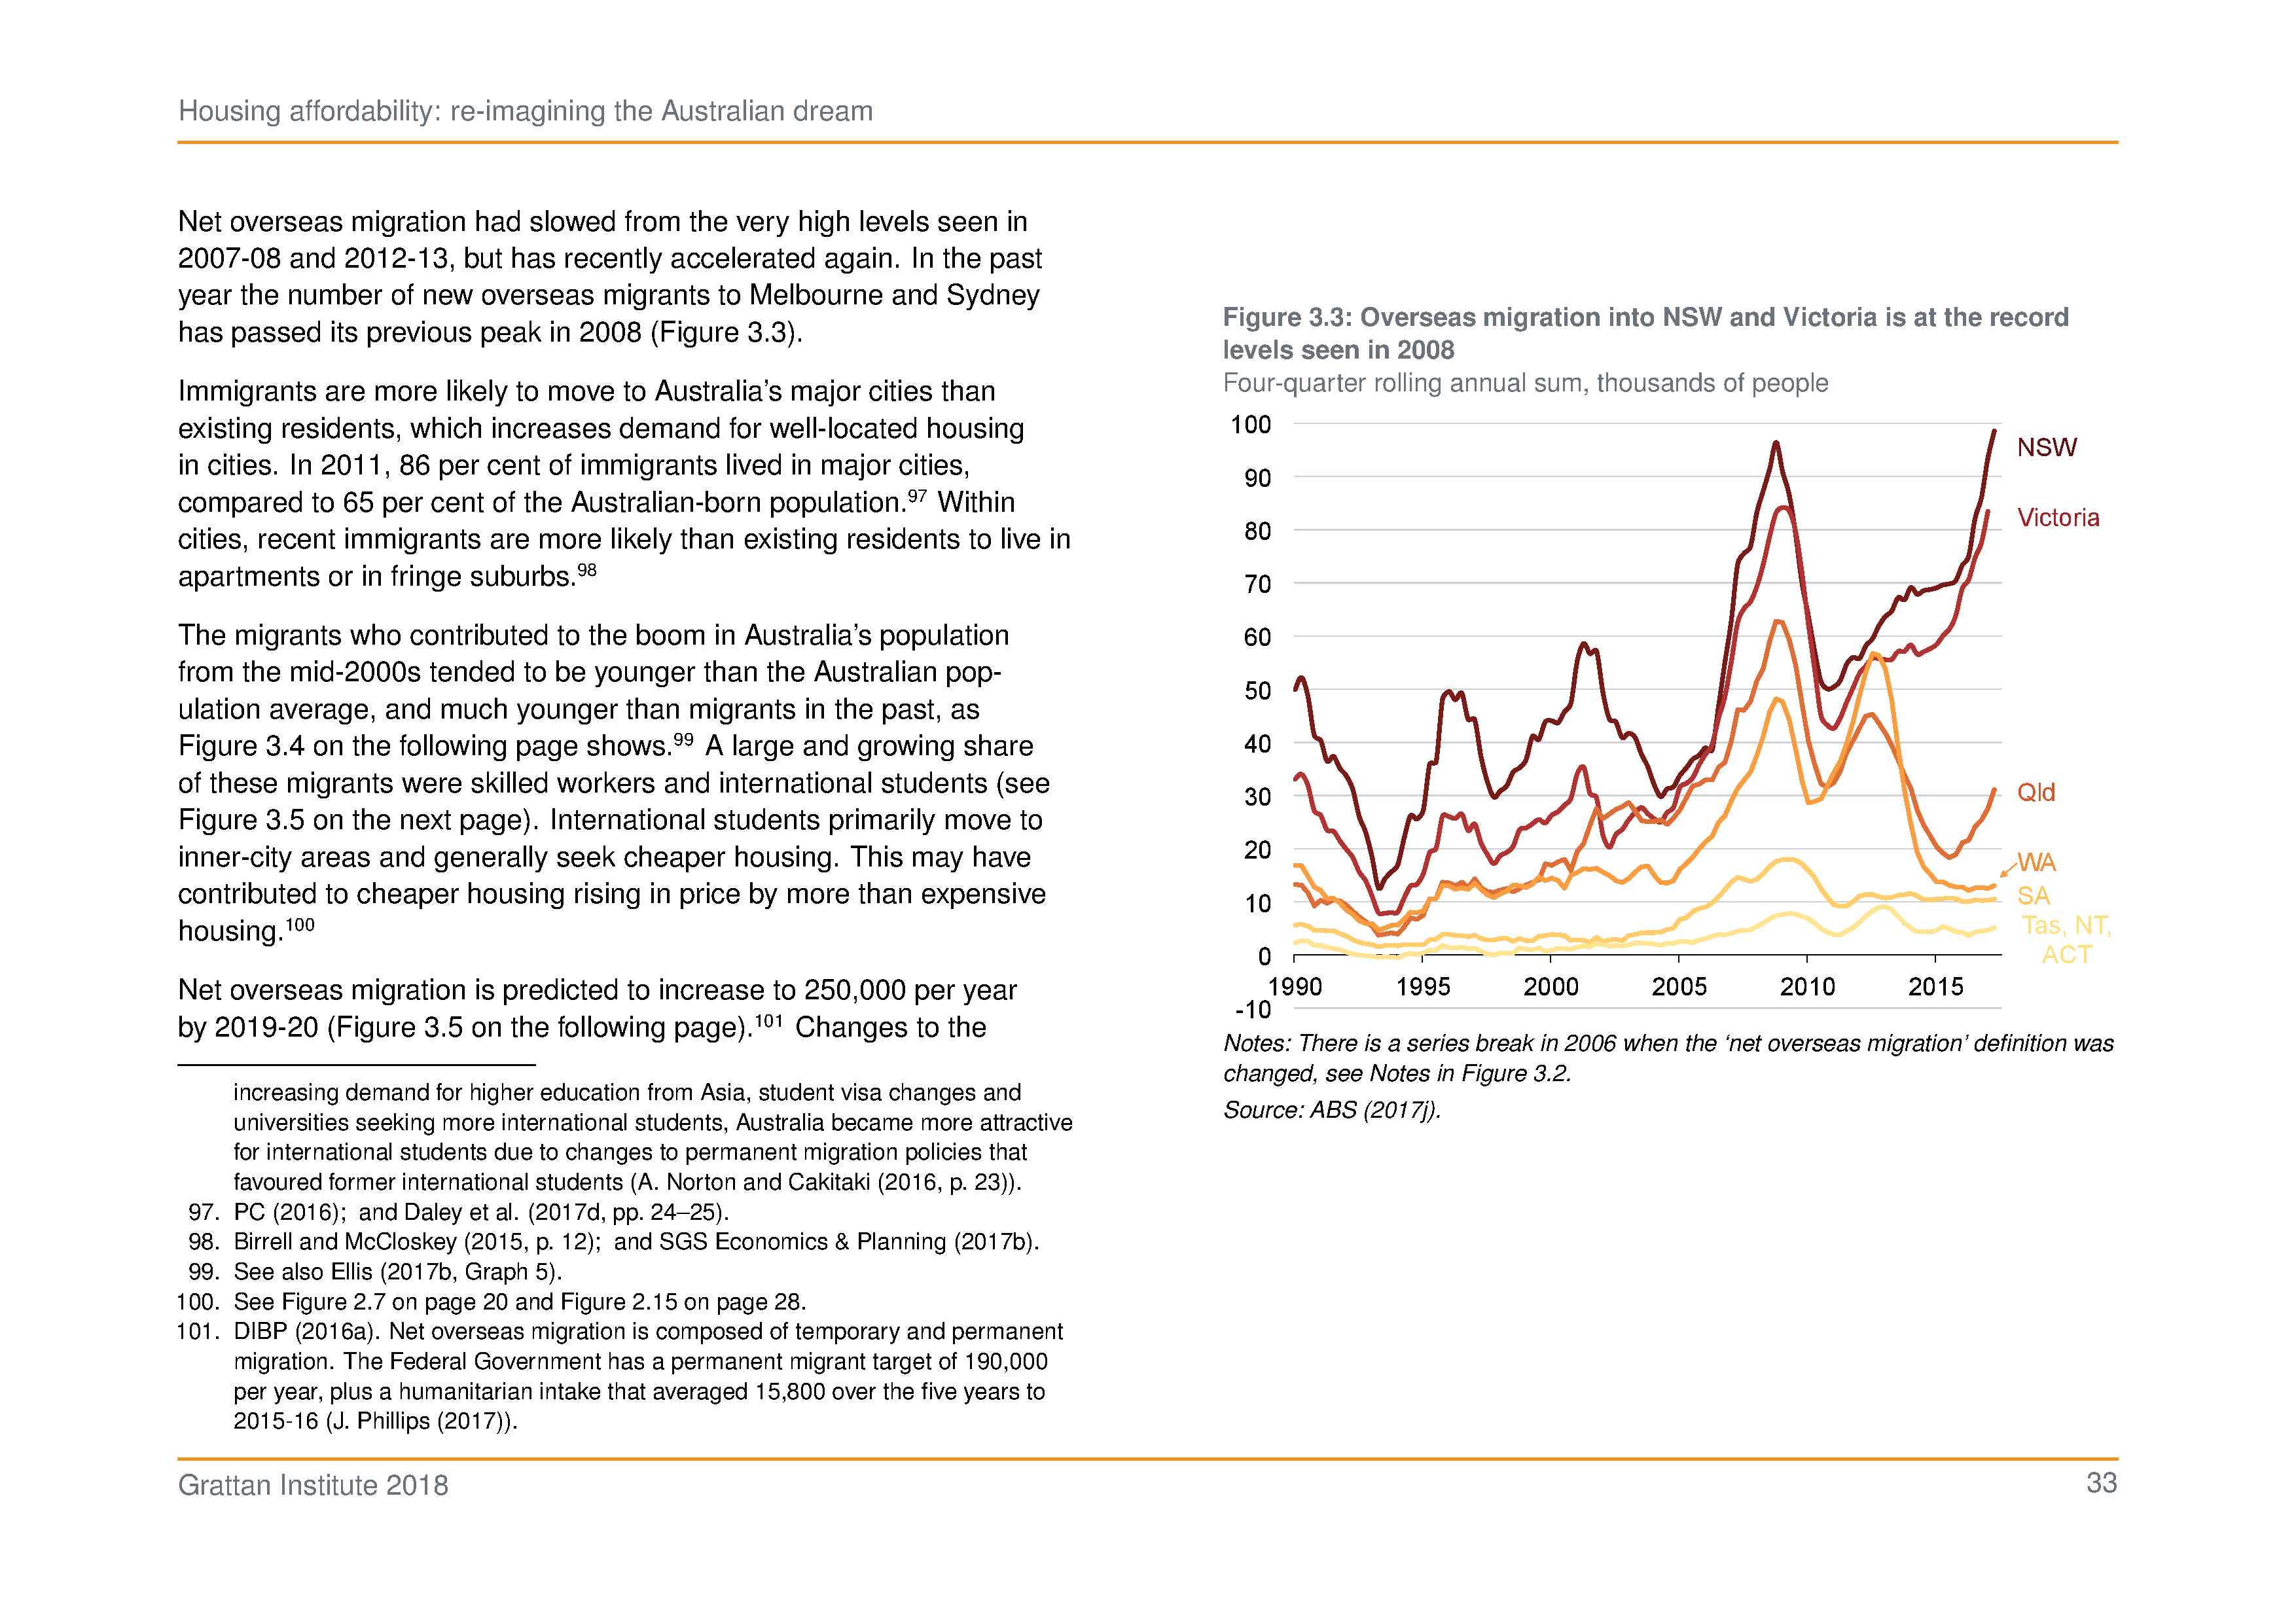 Housing affordability: re-imagining the Australian dream
Net overseas migration had slowed from the very high levels seen in
2007-08 and 2012-13, but has recently accelerated again. In the past
year the number of new overseas migrants to Melbourne and Sydney
has passed its previous peak in 2008 (Figure 3.3).
Immigrants are more likely to move to Australia’s major cities than
existing residents, which increases demand for well-located housing
in cities. In 2011, 86 per cent of immigrants lived in major cities,
compared to 65 per cent of the Australian-born population.97 Within
cities, recent immigrants are more likely than existing residents to live in
apartments or in fringe suburbs.98
The migrants who contributed to the boom in Australia’s population
from the mid-2000s tended to be younger than the Australian pop-
ulation average, and much younger than migrants in the past, as
Figure 3.4 on the following page shows.99 A large and growing share
of these migrants were skilled workers and international students (see
Figure 3.5 on the next page). International students primarily move to
inner-city areas and generally seek cheaper housing. This may have
contributed to cheaper housing rising in price by more than expensive
housing.100
Net overseas migration is predicted to increase to 250,000 per year
by 2019-20 (Figure 3.5 on the following page).101 Changes to the
increasing demand for higher education from Asia, student visa changes and
universities seeking more international students, Australia became more attractive
for international students due to changes to permanent migration policies that
favoured former international students (A. Norton and Cakitaki (2016, p. 23)).
97. PC (2016); and Daley et al. (2017d, pp. 24–25).
98. Birrell and McCloskey (2015, p. 12); and SGS Economics & Planning (2017b).
99. See also Ellis (2017b, Graph 5).
100. See Figure 2.7 on page 20 and Figure 2.15 on page 28.
101. DIBP (2016a). Net overseas migration is composed of temporary and permanent
migration. The Federal Government has a permanent migrant target of 190,000
per year, plus a humanitarian intake that averaged 15,800 over the five years to
2015-16 (J. Phillips (2017)).
Figure 3.3: Overseas migration into NSW and Victoria is at the record
levels seen in 2008
Four-quarter rolling annual sum, thousands of people
100
90
80
70
60
50
40
30
20
10
0
-10
1990 1995 2000 2005 2010 2015
NSW
Victoria
Qld
WA
SA
Tas, NT,
ACT
Notes: There is a series break in 2006 when the ‘net overseas migration’ definition was
changed, see Notes in Figure 3.2.
Source: ABS (2017j).
Grattan Institute 2018
33